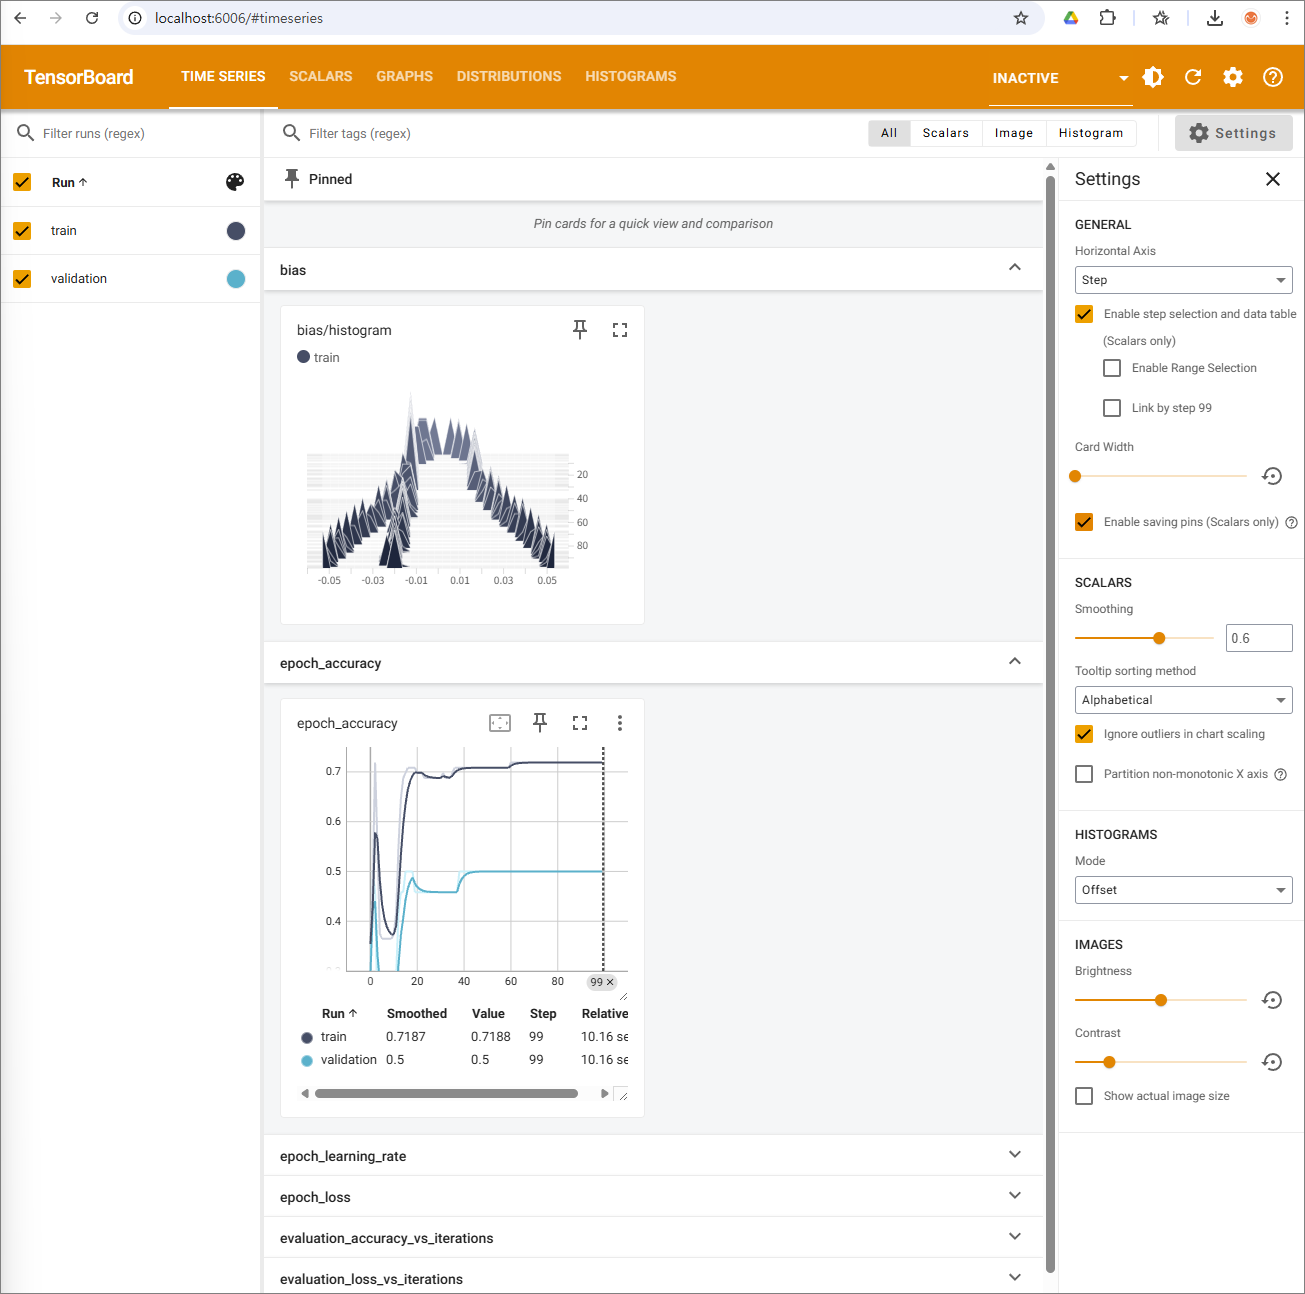 localhost:6006/#timeseries
TensorBoard
TIME SERIES
SCALARS
GRAPHS
DISTRIBUTIONS
HISTOGRAMS
INACTIVE
Filter runs (regex)
Run
train
validation
Filter tags (regex)
All
Scalars
Image
Histogram
Settings
Pinned
Pin cards for a quick view and comparison
bias
bias/histogram
train
20
40
60
80
-0.05 -0.03 -0.01 0.01 0.03 0.05
epoch_accuracy
epoch_accuracy
0.7
0.6
0.5
0.4
0 20 40 60 80 99
Run Smoothed Value Step Relative
train 0.7187 0.7188 99 10.16 se
validation 0.5 0.5 99 10.16 se
epoch_learning_rate
epoch_loss
evaluation_accuracy_vs_iterations
evaluation_loss_vs_iterations
Settings
GENERAL
Horizontal Axis
Step
Enable step selection and data table
(Scalars only)
Enable Range Selection
Link by step 99
Card Width
Enable saving pins (Scalars only)
SCALARS
Smoothing
0.6
Tooltip sorting method
Alphabetical
Ignore outliers in chart scaling
Partition non-monotonic X axis
HISTOGRAMS
Mode
Offset
IMAGES
Brightness
Contrast
Show actual image size